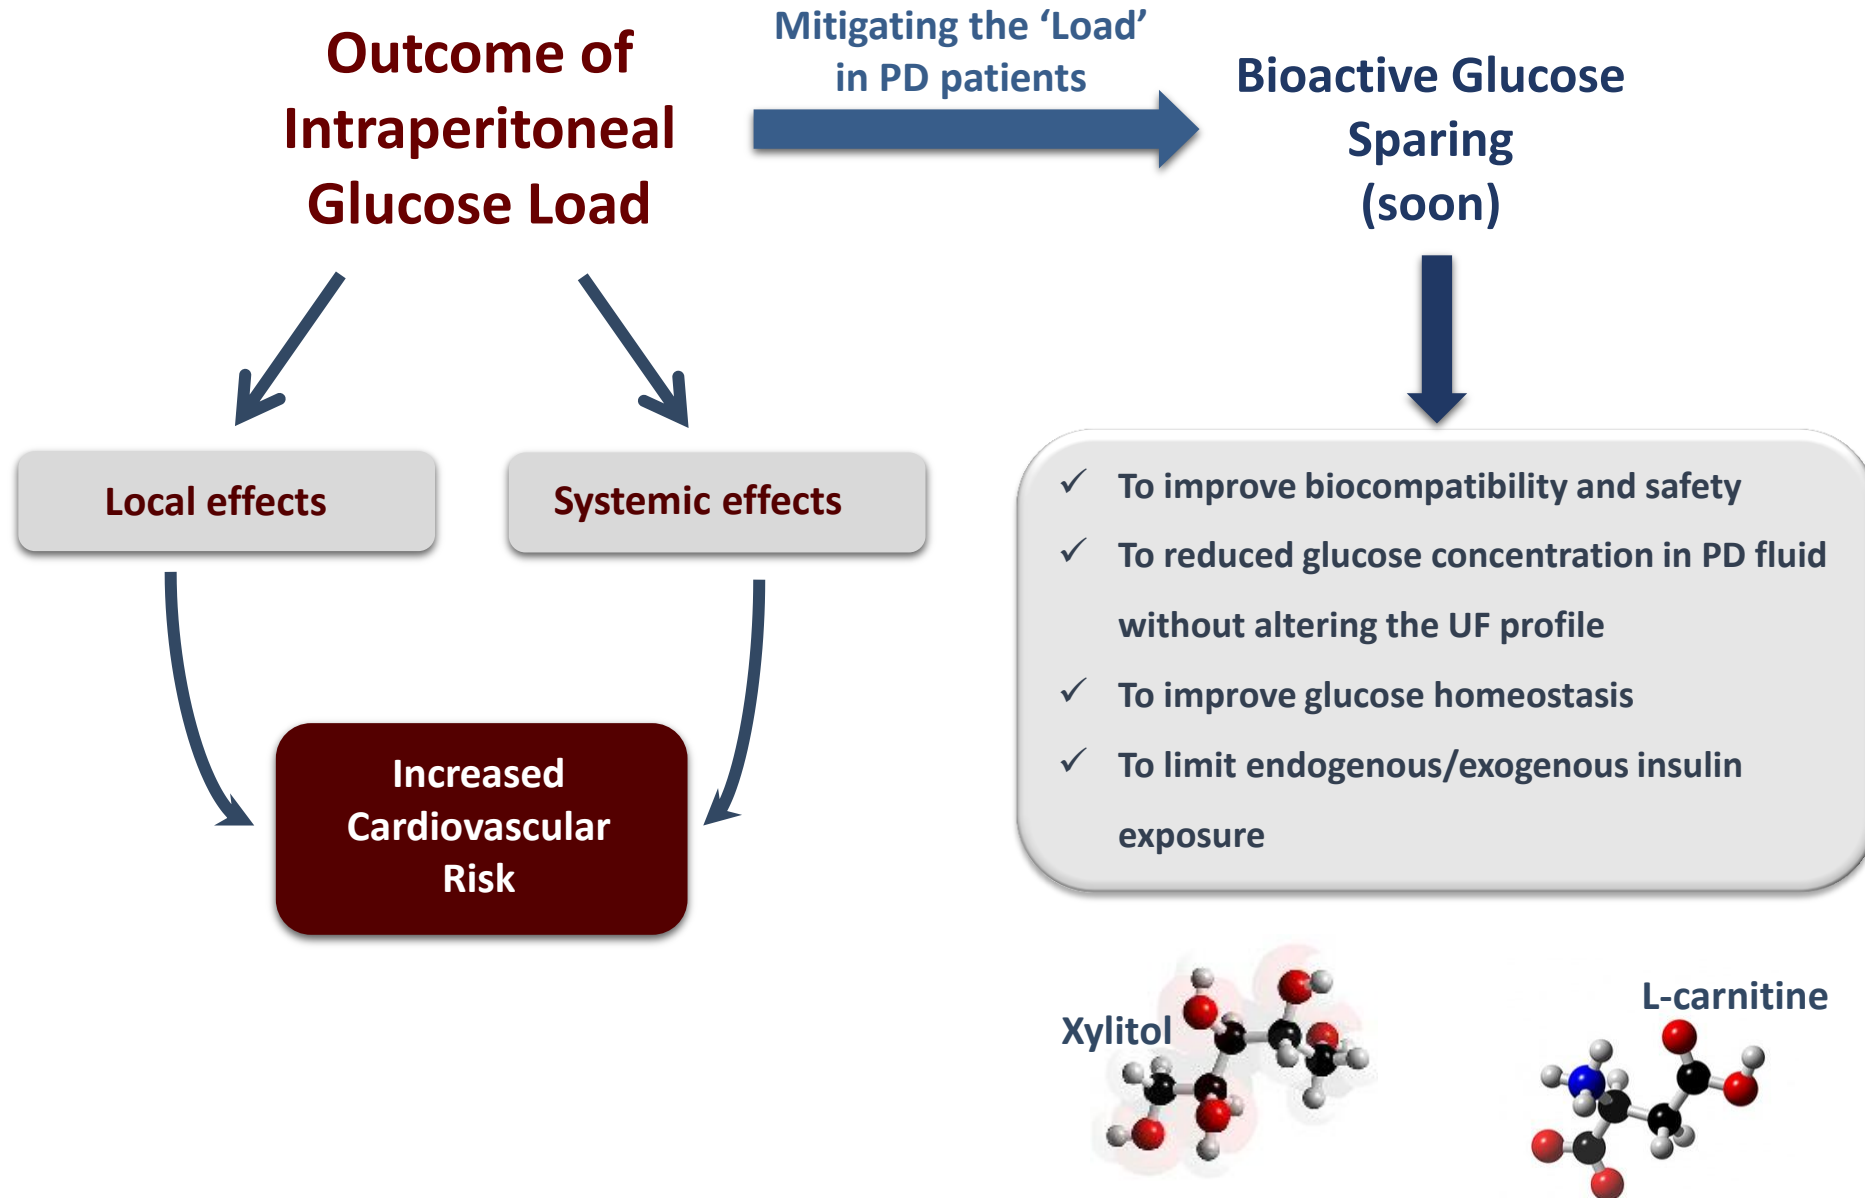 Outcome of
Intraperitoneal
Glucose Load
Mitigating the ‘Load’
in PD patients
Bioactive Glucose
Sparing
(soon)
Local effects
Systemic effects
Increased
Cardiovascular
Risk
✓ To improve biocompatibility and safety
✓ To reduced glucose concentration in PD fluid
without altering the UF profile
✓ To improve glucose homeostasis
✓ To limit endogenous/exogenous insulin
exposure
Xylitol
L-carnitine